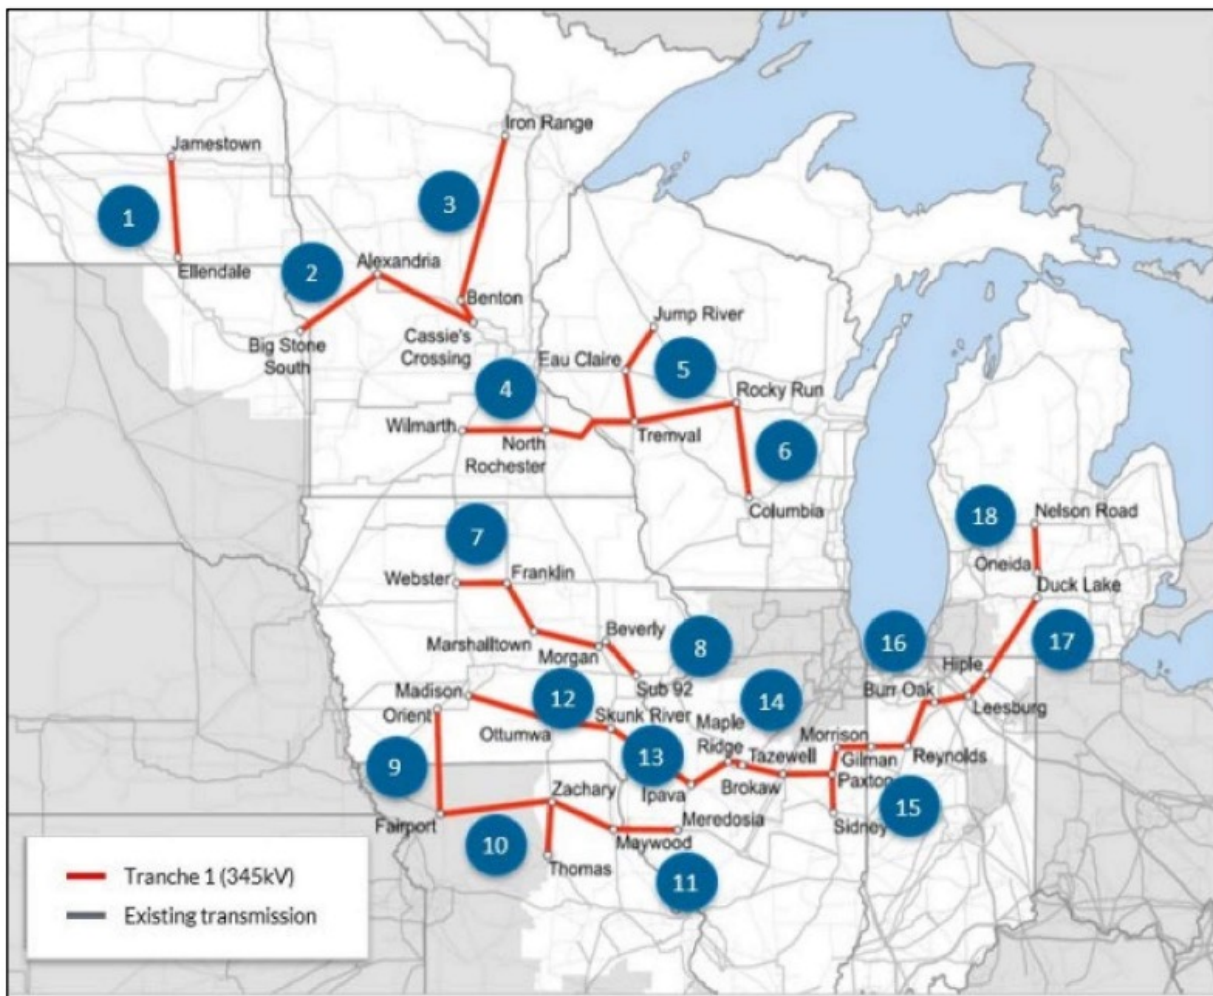 Iron Range
Jamestown
1
3
Ellendale
2
Alexandria
Benton
Cassie's
Crossing
Big Stone
South
Jump River
Eau Claire
5
4
Rocky Run
Wilmarth
North
Rochester
Tremval
6
Columbia
7
18
Nelson Road
Webster
Franklin
Oneida
Duck Lake
Marshalltown
Morgan
Beverly
8
16
17
Hiple
Sub 92
Madison
12
14
Burr Oak
Leesburg
Orient
Ottumwa
Skunk River
Maple
Ridge
13
Tazewell
Morrison
Gilman
Reynolds
9
Ipava
Brokaw
Paxton
15
Zachary
Fairport
Meredosia
Sidney
10
Maywood
Thomas
11
Tranche 1 (345kV)
Existing transmission